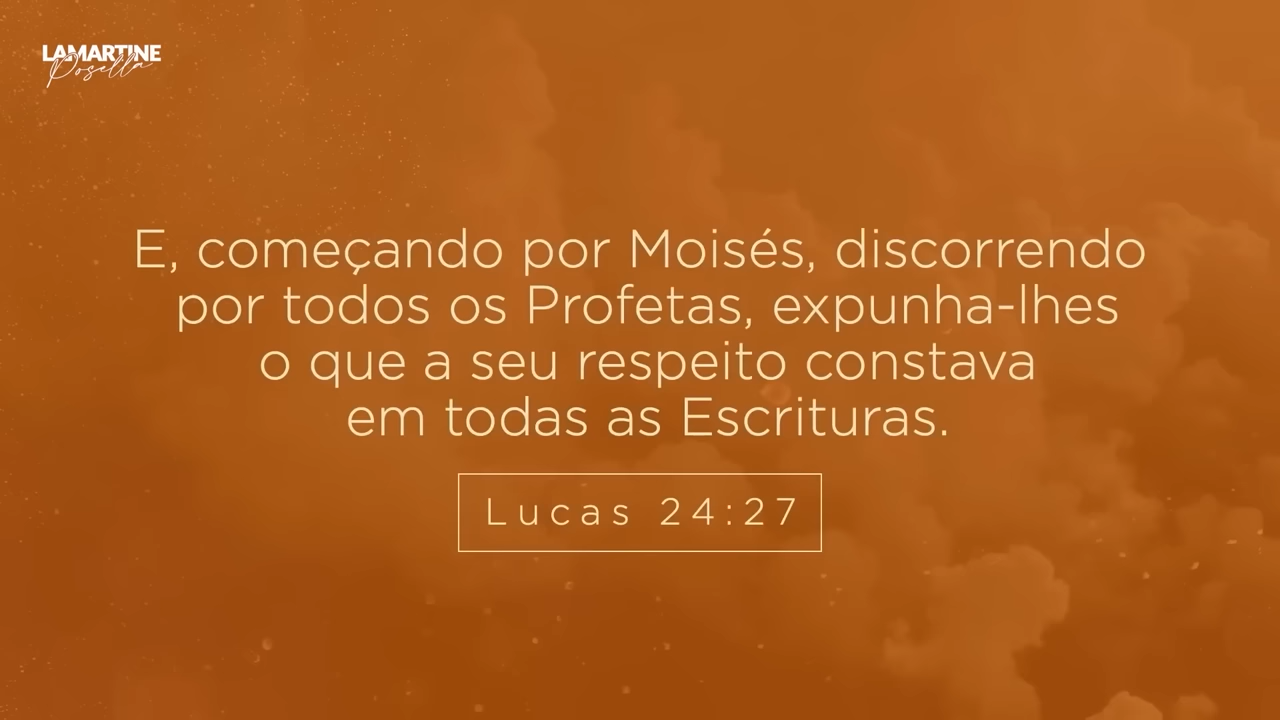 LAMARTINE
Posella
E, começando por Moisés, discorrendo
por todos os Profetas, expunha-lhes
o que a seu respeito constava
em todas as Escrituras.
Lucas 24:27